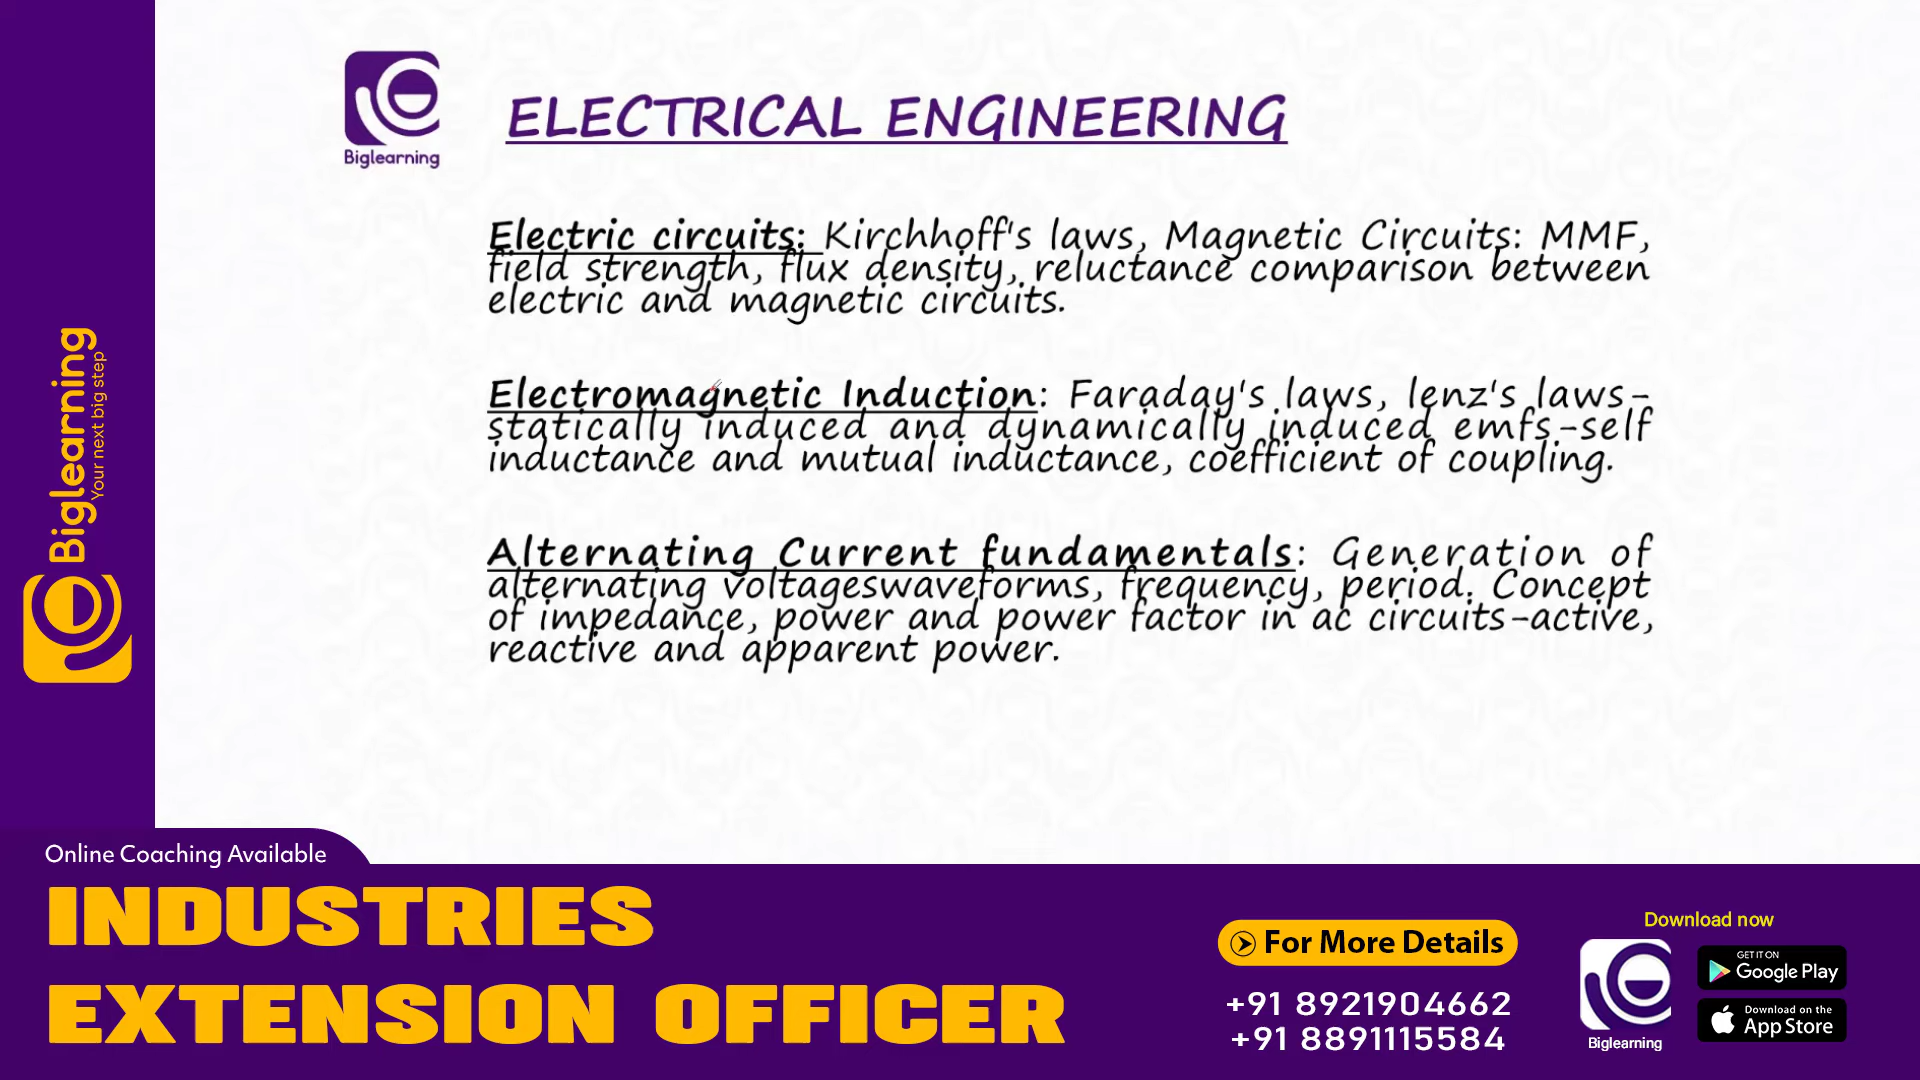 Biglearning
ELECTRICAL ENGINEERING
Electric circuits: Kirchhoff's laws, Magnetic Circuits: MMF,
field strength, flux density, reluctance comparison between
electric and magnetic circuits.
Electromagnetic Induction: Faraday's laws, lenz's laws-
statically induced and dynamically induced emfs-self
inductance and mutual inductance, coefficient of coupling.
Alternating Current fundamentals: Generation of
alternating voltageswaveforms, frequency, period. Concept
of impedance, power and power factor in ac circuits-active,
reactive and apparent power.
Biglearning
Your next big step
Online Coaching Available
INDUSTRIES
EXTENSION OFFICER
For More Details
+91 8921904662
+91 8891115584
Download now
Biglearning
GET IT ON
Google Play
Download on the
App Store